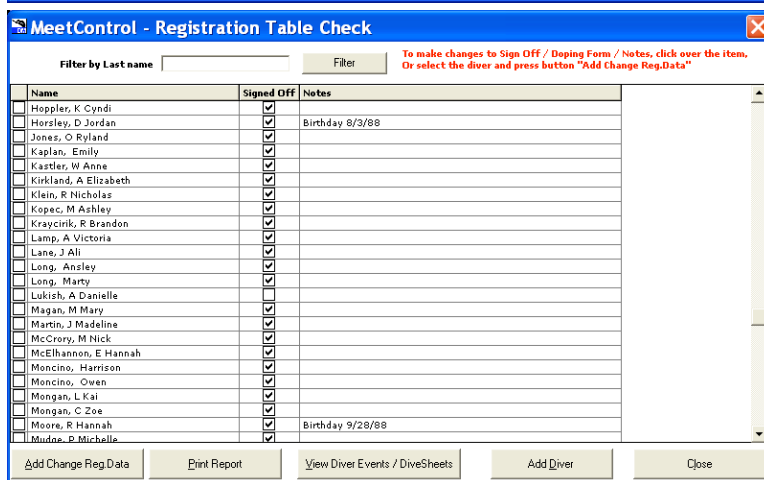 MeetControl - Registration Table Check
Filter by Last name
Filter
To make changes to Sign Off / Doping Form / Notes, click over the item,
Or select the diver and press button "Add Change Reg.Data"
Name Signed Off Notes
Hoppler, K Cyndi
Horsley, D Jordan Birthday 8/3/88
Jones, O Ryland
Kaplan, Emily
Kastler, W Anne
Kirkland, A Elizabeth
Klein, R Nicholas
Kopec, M Ashley
Kraycirik, R Brandon
Lamp, A Victoria
Lane, J Ali
Long, Ansley
Long, Marty
Lukish, A Danielle
Magan, M Mary
Martin, J Madeline
McCrory, M Nick
McElhannon, E Hannah
Moncino, Harrison
Moncino, Owen
Mongan, L Kai
Mongan, C Zoe
Moore, R Hannah Birthday 9/28/88
Mudge, P Michelle
Add Change Reg.Data Print Report View Diver Events / DiveSheets Add Diver Close